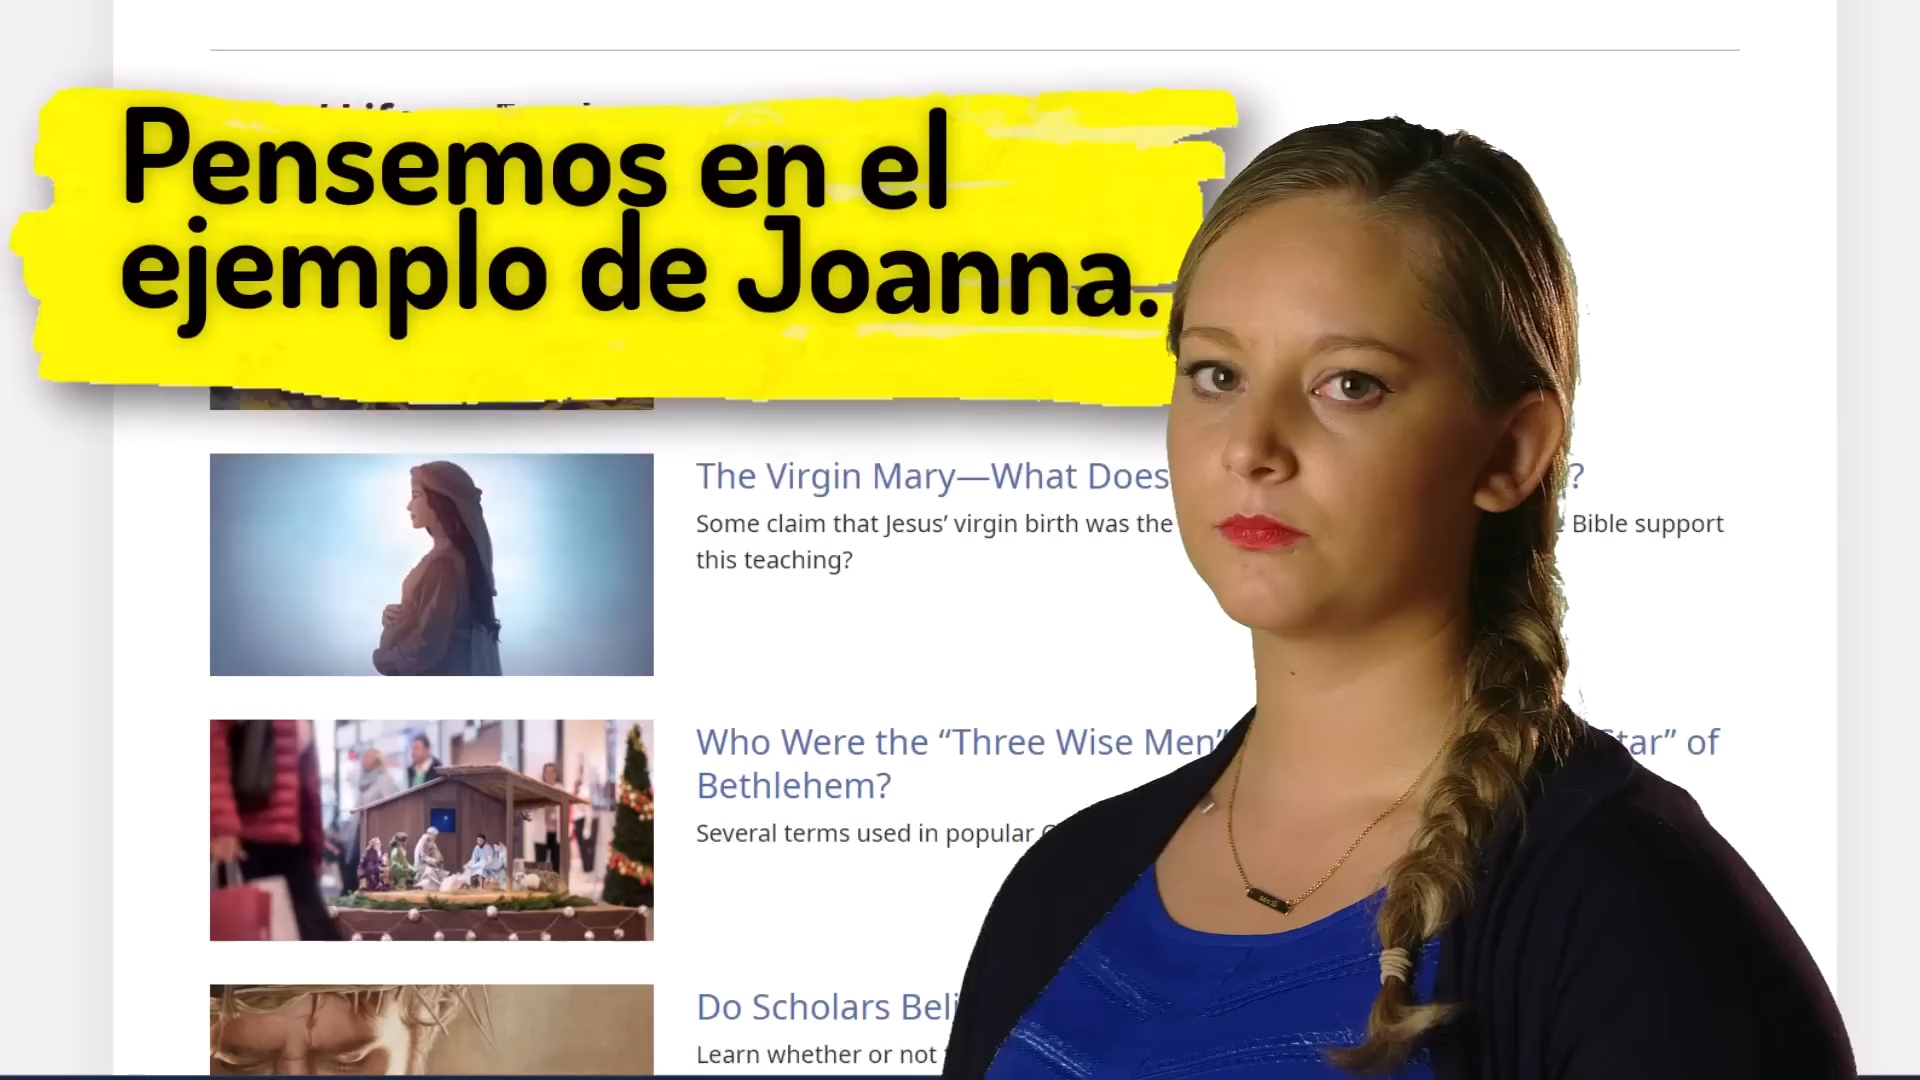 Pensemos en el
ejemplo de Joanna.
The Virgin Mary—What Does ?
Some claim that Jesus’ virgin birth was the Bible support
this teaching?
Who Were the “Three Wise Men” Star” of
Bethlehem?
Several terms used in popular
Do Scholars
Learn whether or not